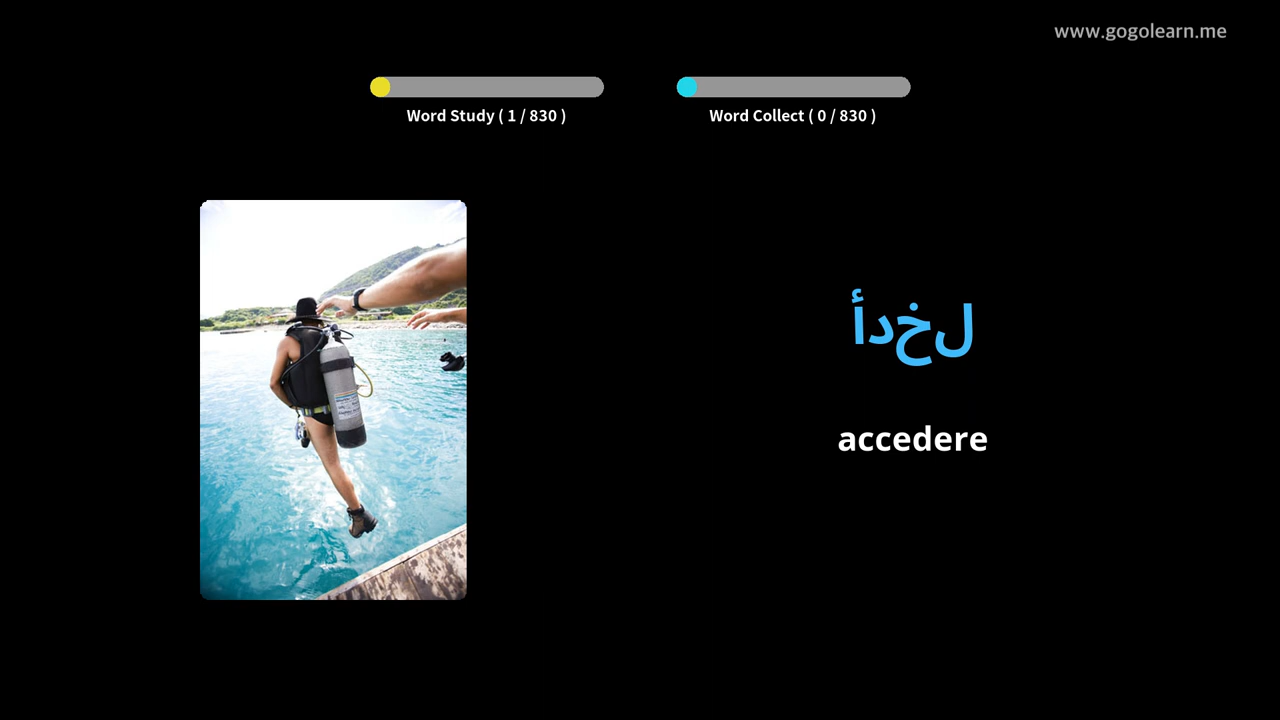 www.gogolearn.me
Word Study ( 1 / 830 )
Word Collect ( 0 / 830 )
أدخل
accedere